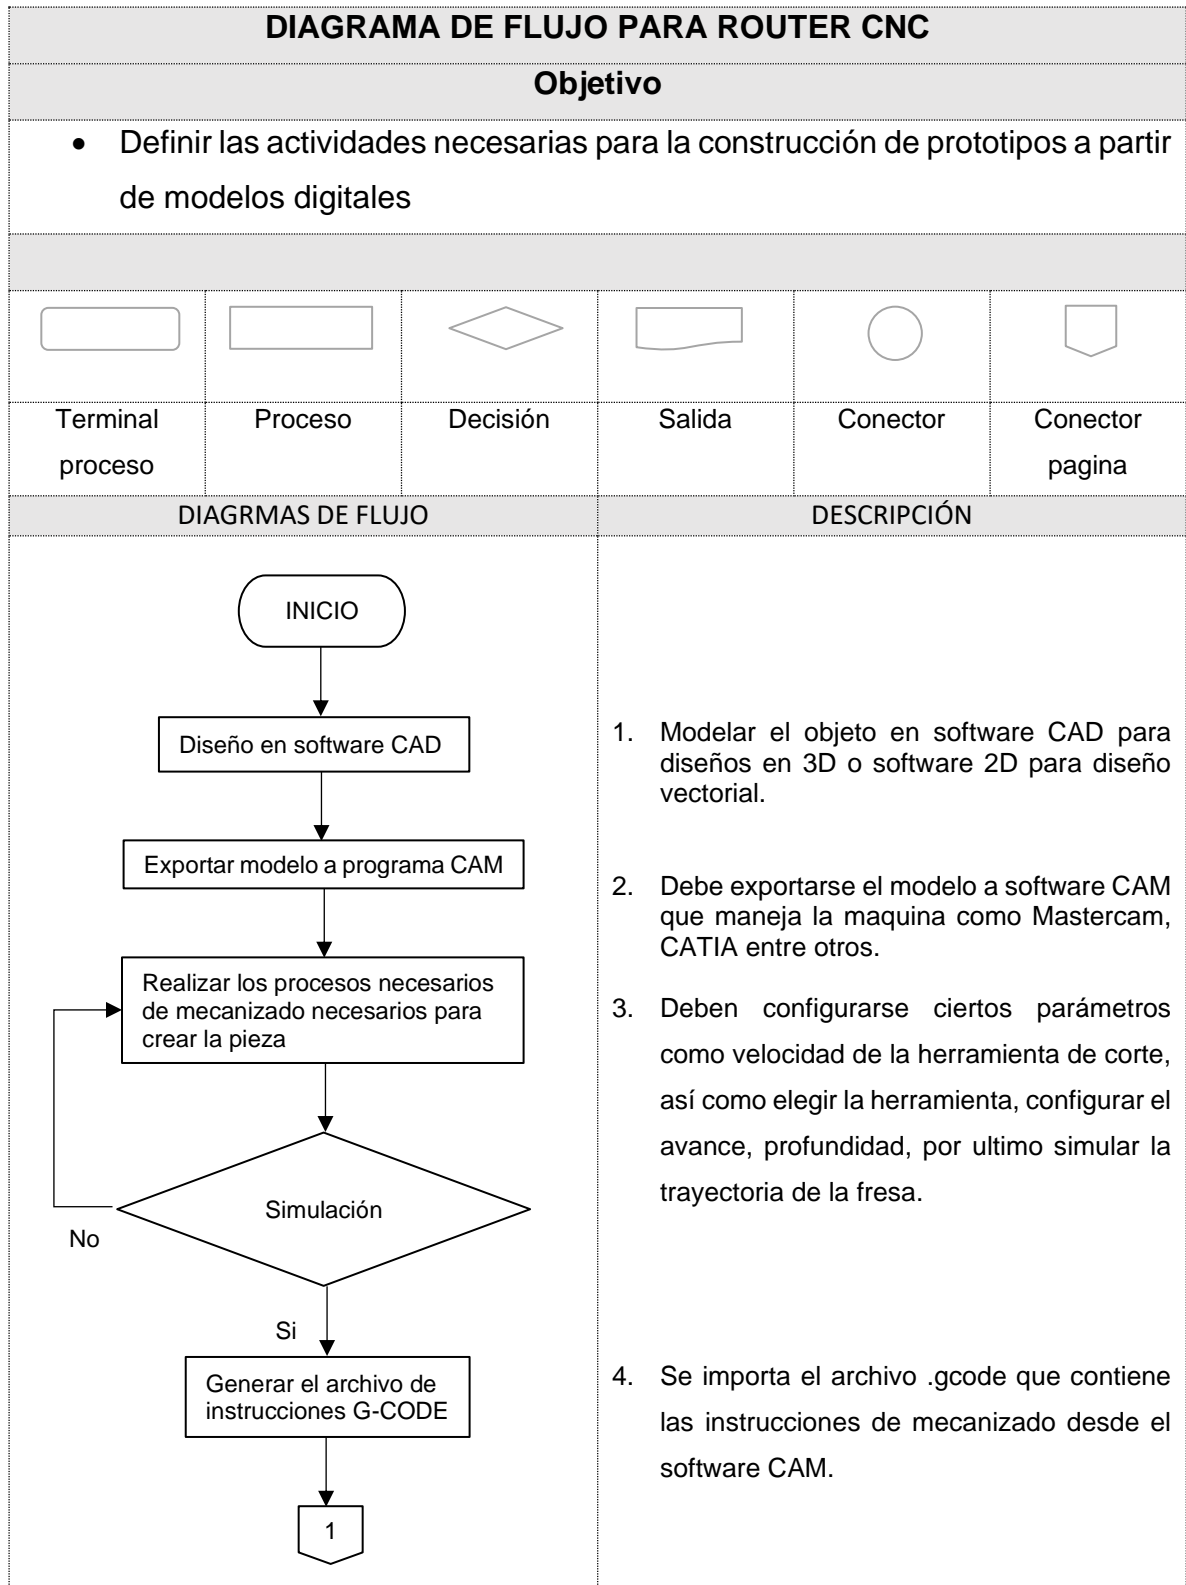 DIAGRAMA DE FLUJO PARA ROUTER CNC
Objetivo
• Definir las actividades necesarias para la construcción de prototipos a partir
de modelos digitales
Terminal
proceso
Proceso
Decisión
Salida
Conector
Conector
pagina
DIAGRMAS DE FLUJO
DESCRIPCIÓN
INICIO
Diseño en software CAD
Exportar modelo a programa CAM
Realizar los procesos necesarios
de mecanizado necesarios para
crear la pieza
Simulación
No
Si
Generar el archivo de
instrucciones G-CODE
1
1. Modelar el objeto en software CAD para
diseños en 3D o software 2D para diseño
vectorial.
2. Debe exportarse el modelo a software CAM
que maneja la maquina como Mastercam,
CATIA entre otros.
3. Deben configurarse ciertos parámetros
como velocidad de la herramienta de corte,
así como elegir la herramienta, configurar el
avance, profundidad, por ultimo simular la
trayectoria de la fresa.
4. Se importa el archivo .gcode que contiene
las instrucciones de mecanizado desde el
software CAM.